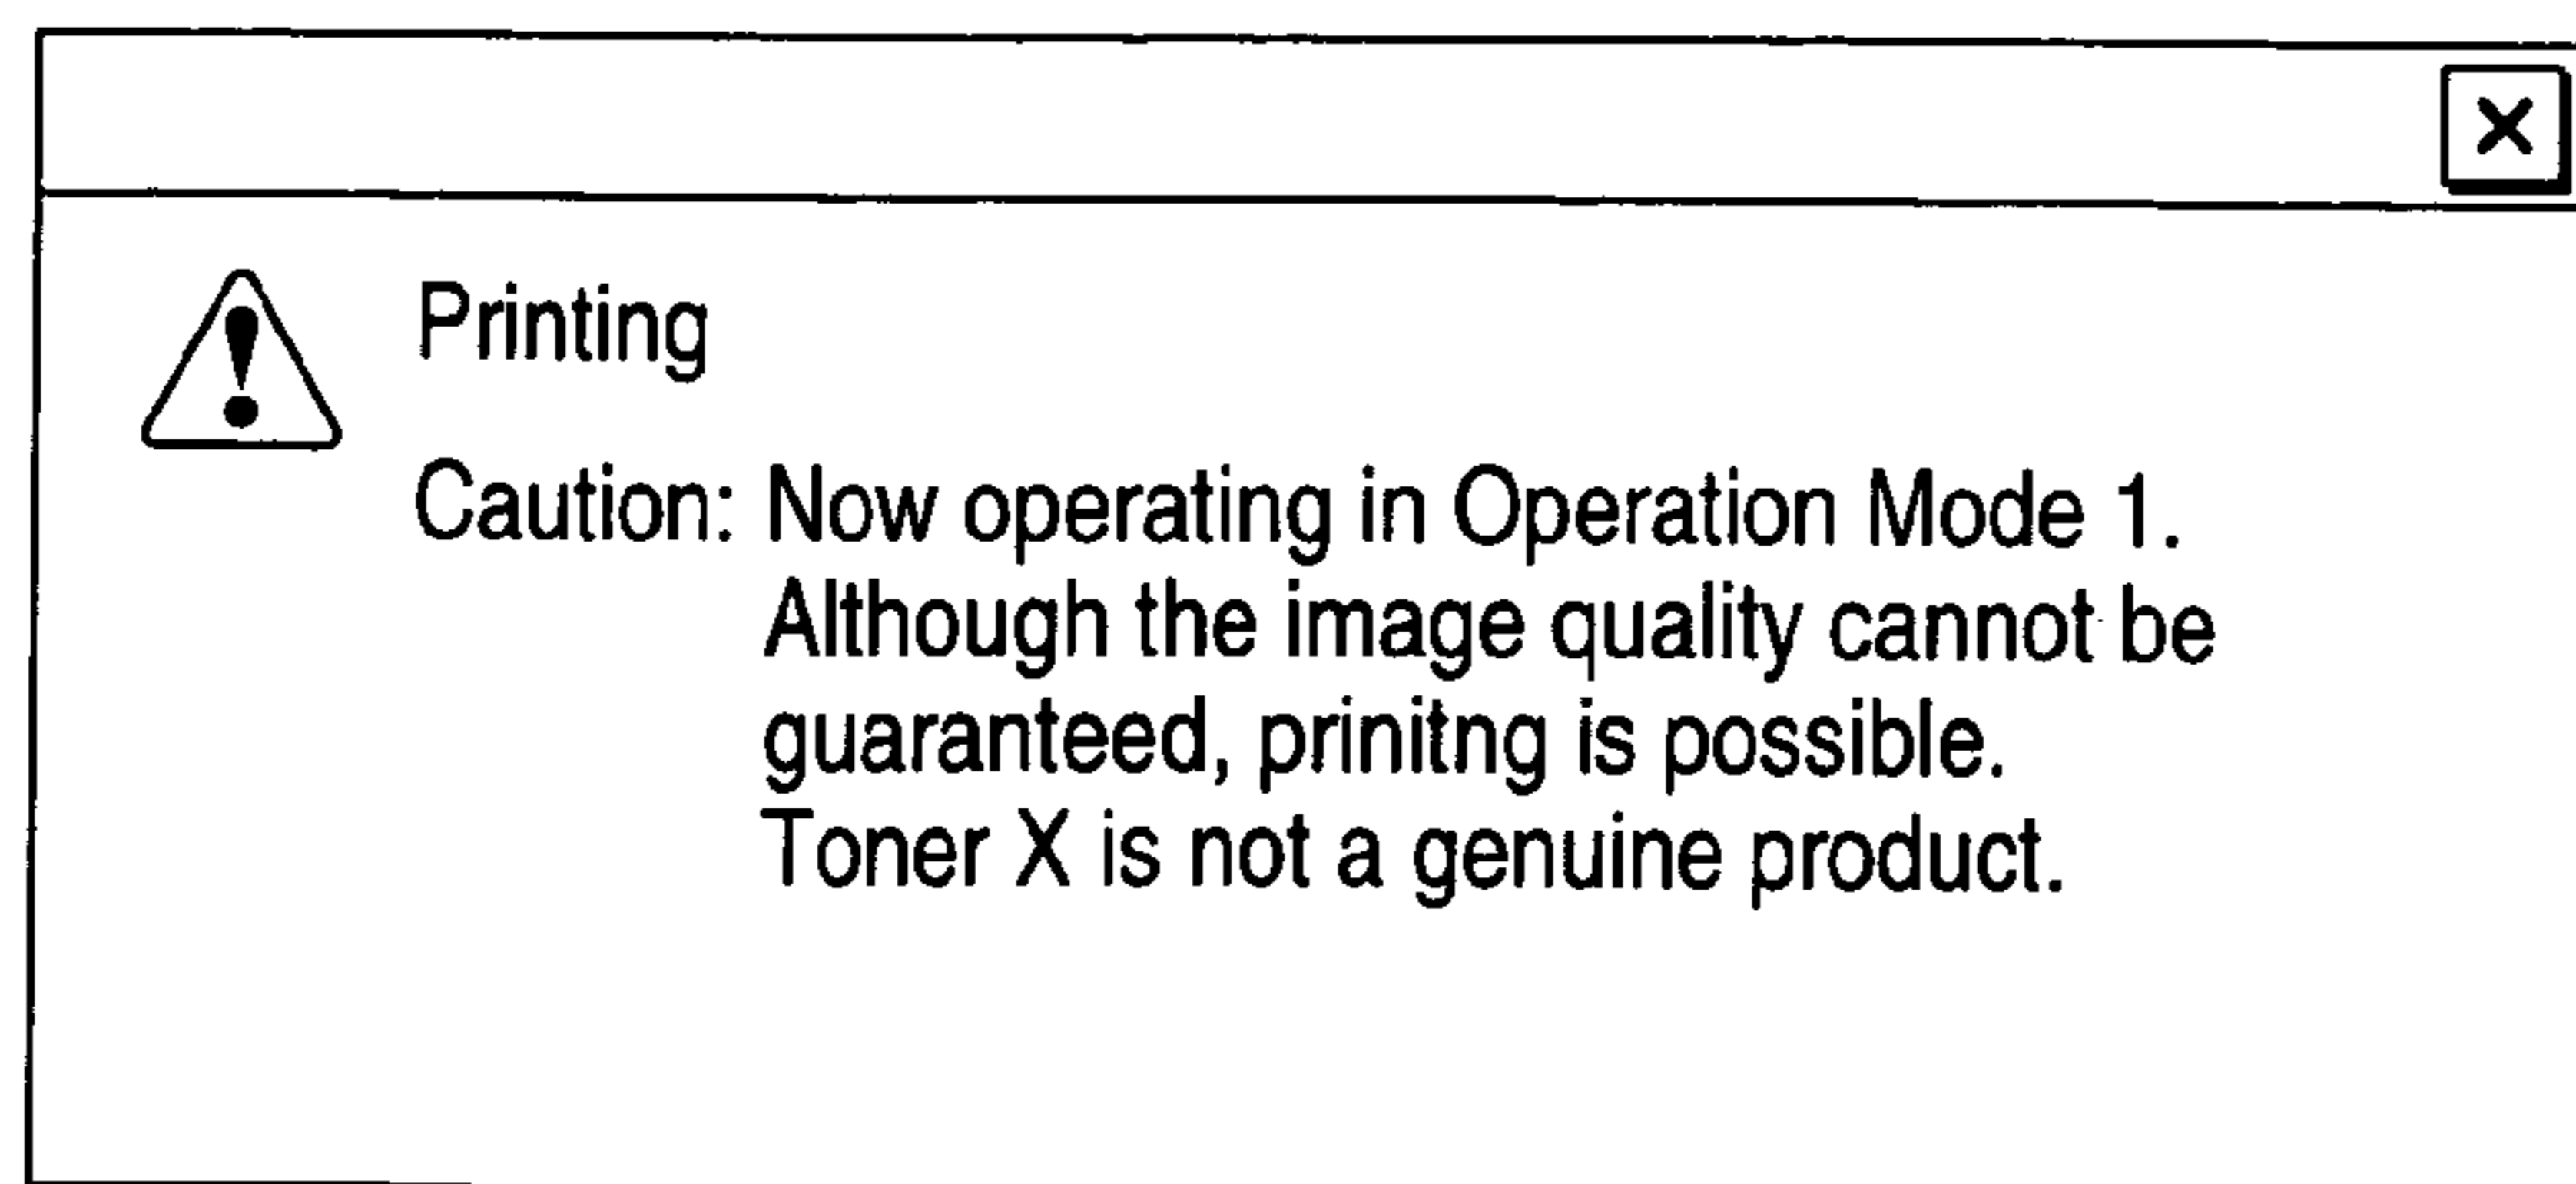 Printing
Caution: Now operating in Operation Mode 1.
Although the image quality cannot be
guaranteed, prinitng is possible.
Toner X is not a genuine product.